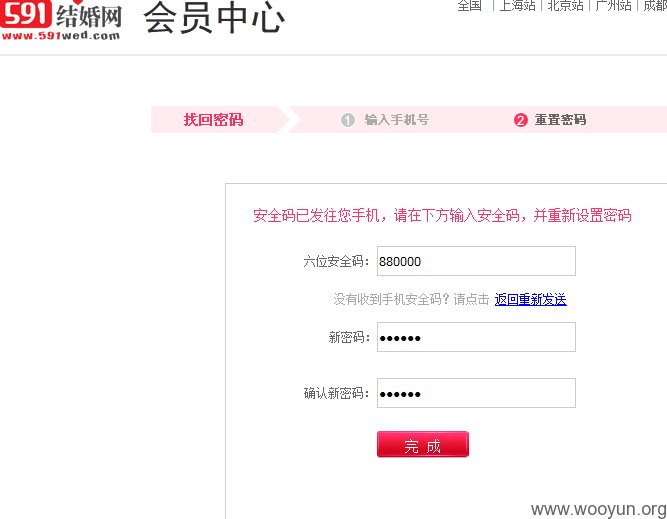 591结婚网 会员中心 全国 | 上海站 | 北京站 | 广州站 | 成都
www.591wed.com
找回密码 1 输入手机号 2 重置密码
安全码已发往您手机，请在下方输入安全码，并重新设置密码
六位安全码： 880000
没有收到手机安全码？请点击 返回重新发送
新密码： ●●●●●●
确认新密码： ●●●●●●
完 成
www.wooyun.org